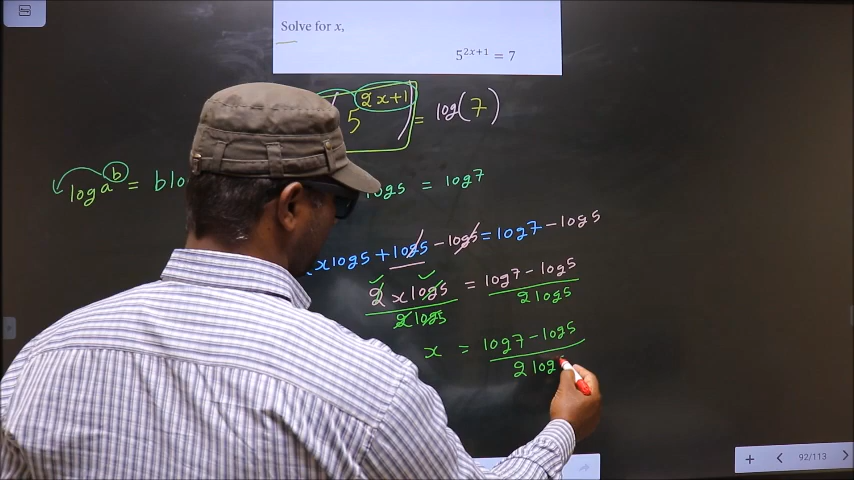 Solve for x,
5^{2x+1} = 7
5^{2x+1} = log(7)
log a^b = b lo
log5 = log7
x log5 + log5 - log5 = log7 - log5
2 x log5 / 2 log5 = log7 - log5 / 2 log5
x = log7 - log5 / 2 log
92/113